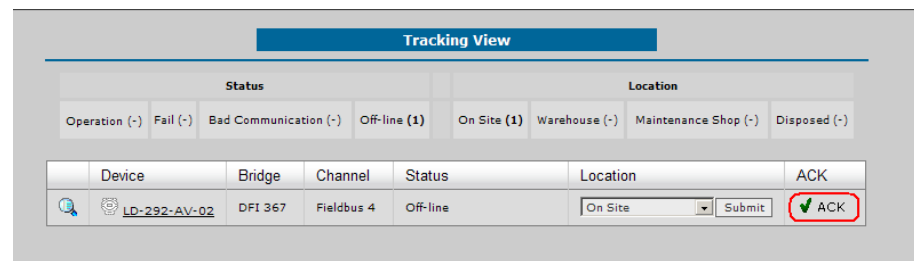 Tracking View
Status Location
Operation (-) Fail (-) Bad Communication (-) Off-line (1) On Site (1) Warehouse (-) Maintenance Shop (-) Disposed (-)
Device Bridge Channel Status Location ACK
LD-292-AV-02 DFI 367 Fieldbus 4 Off-line On Site Submit ACK